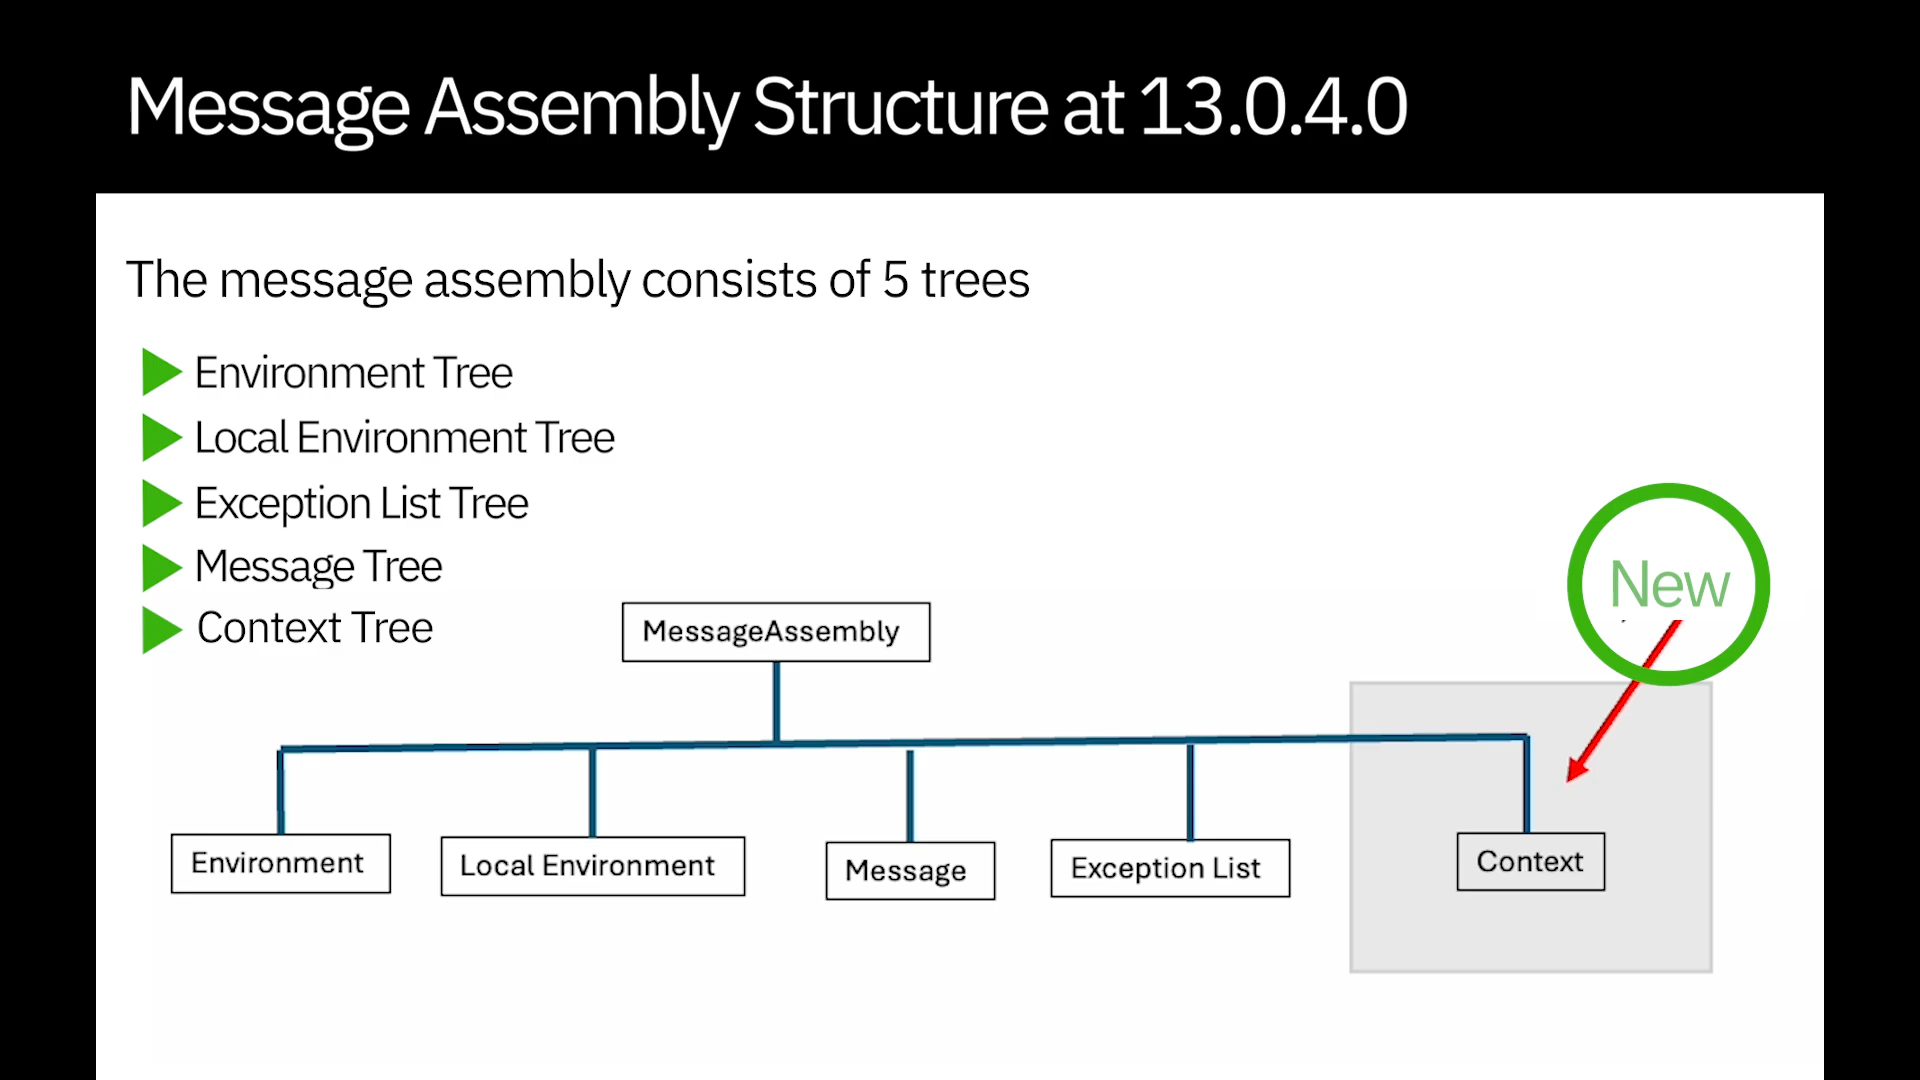 Message Assembly Structure at 13.0.4.0
The message assembly consists of 5 trees
Environment Tree
Local Environment Tree
Exception List Tree
Message Tree
Context Tree
New
MessageAssembly
Environment
Local Environment
Message
Exception List
Context